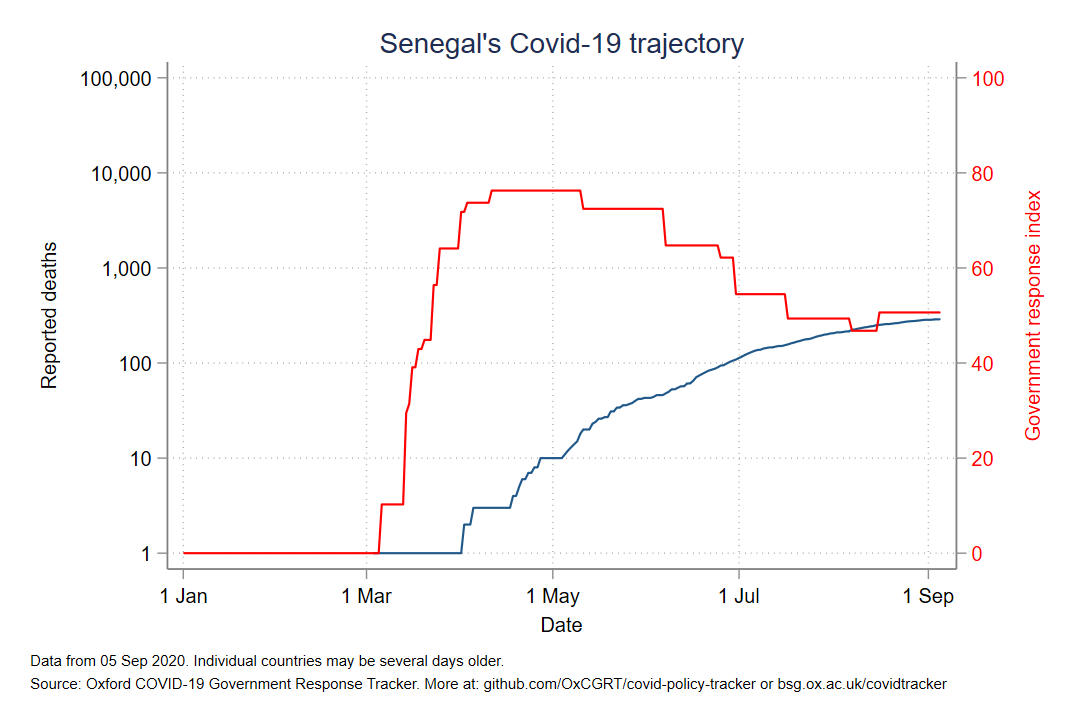 Senegal's Covid-19 trajectory
100,000
10,000
1,000
100
10
1
Reported deaths
100
80
60
40
20
0
Government response index
1 Jan
1 Mar
1 May
1 Jul
1 Sep
Date
Data from 05 Sep 2020. Individual countries may be several days older.
Source: Oxford COVID-19 Government Response Tracker. More at: github.com/OxCGRT/covid-policy-tracker or bsg.ox.ac.uk/covidtracker